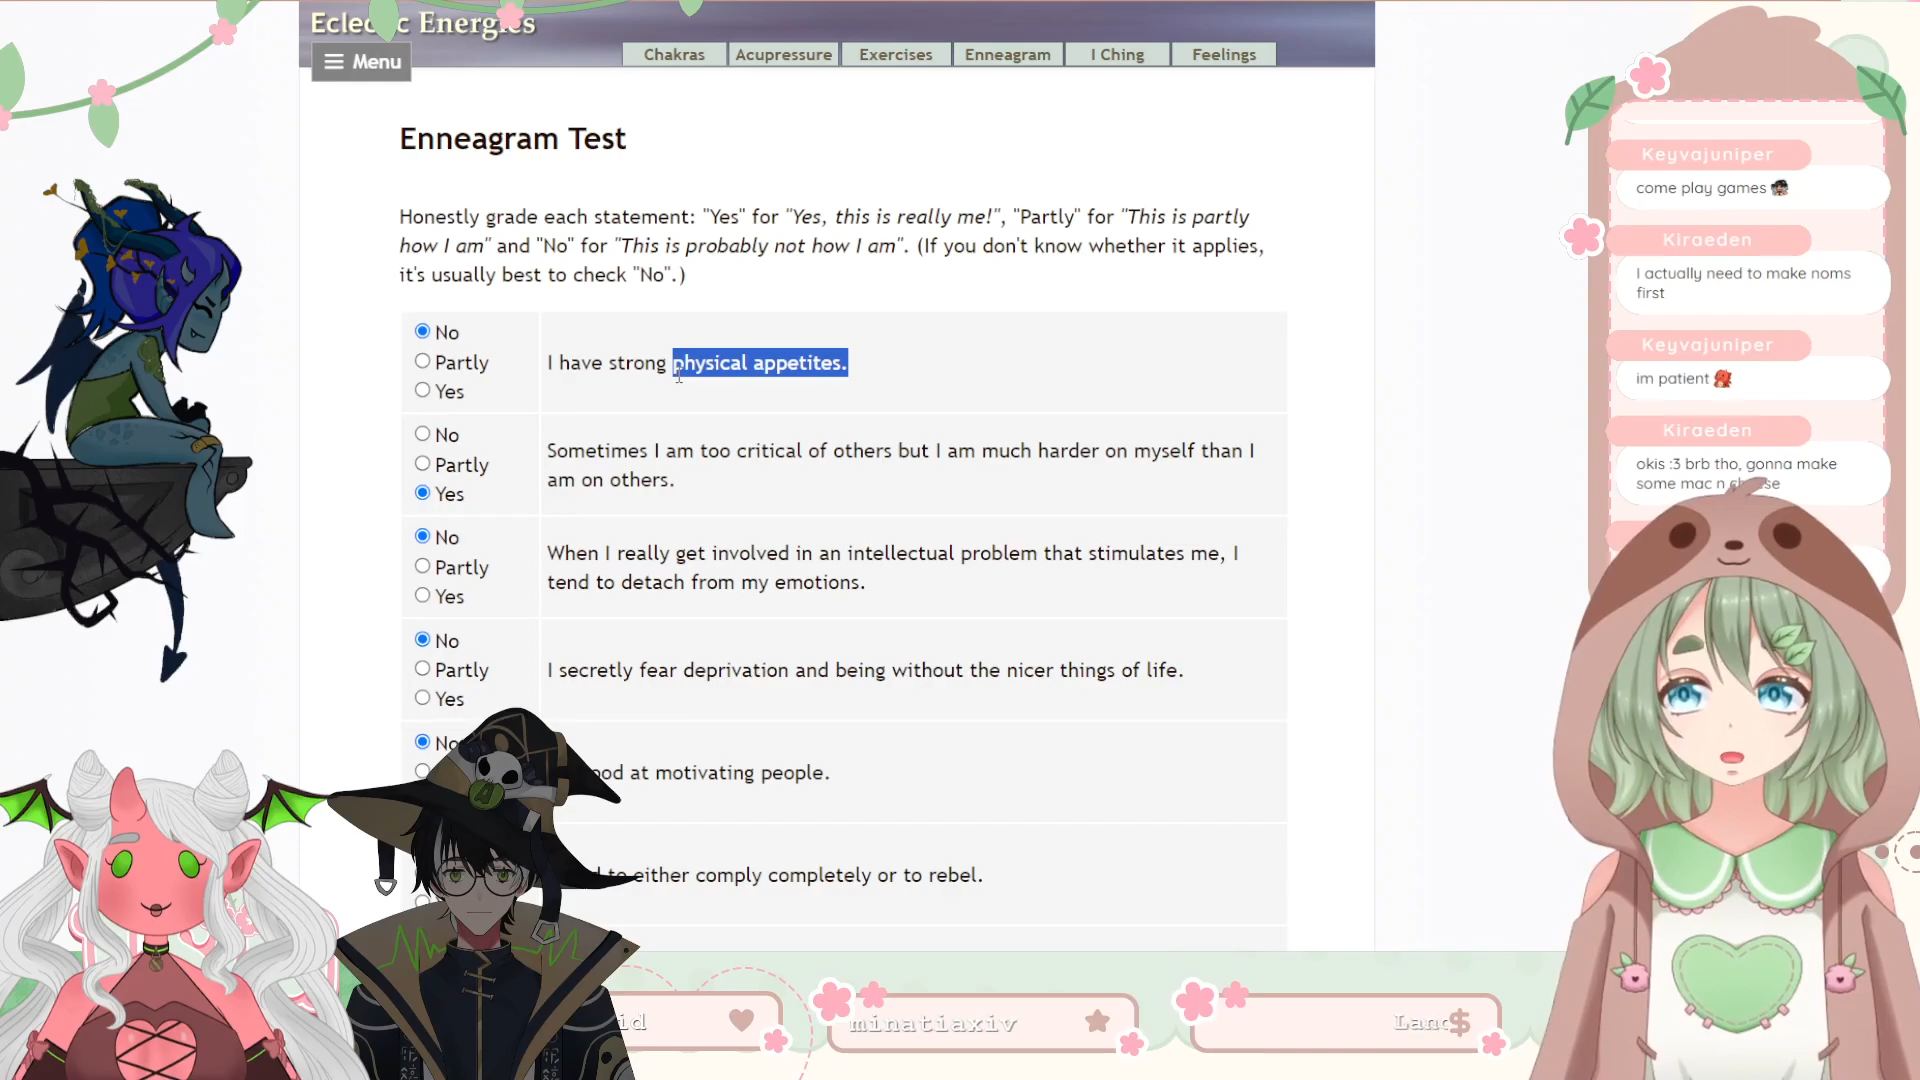 Eclectic Energies
Menu
Chakras
Acupressure
Exercises
Enneagram
I Ching
Feelings
Enneagram Test
Honestly grade each statement: "Yes" for "Yes, this is really me!", "Partly" for "This is partly
how I am" and "No" for "This is probably not how I am". (If you don't know whether it applies,
it's usually best to check "No".)
No
Partly
Yes
I have strong physical appetites.
No
Partly
Yes
Sometimes I am too critical of others but I am much harder on myself than I
am on others.
No
Partly
Yes
When I really get involved in an intellectual problem that stimulates me, I
tend to detach from my emotions.
No
Partly
Yes
I secretly fear deprivation and being without the nicer things of life.
No
at motivating people.
to either comply completely or to rebel.
Keyvajuniper
come play games
Kiraeden
I actually need to make noms
first
Keyvajuniper
im patient
Kiraeden
okis :3 brb tho, gonna make
some mac n cheese
minatiaxiv